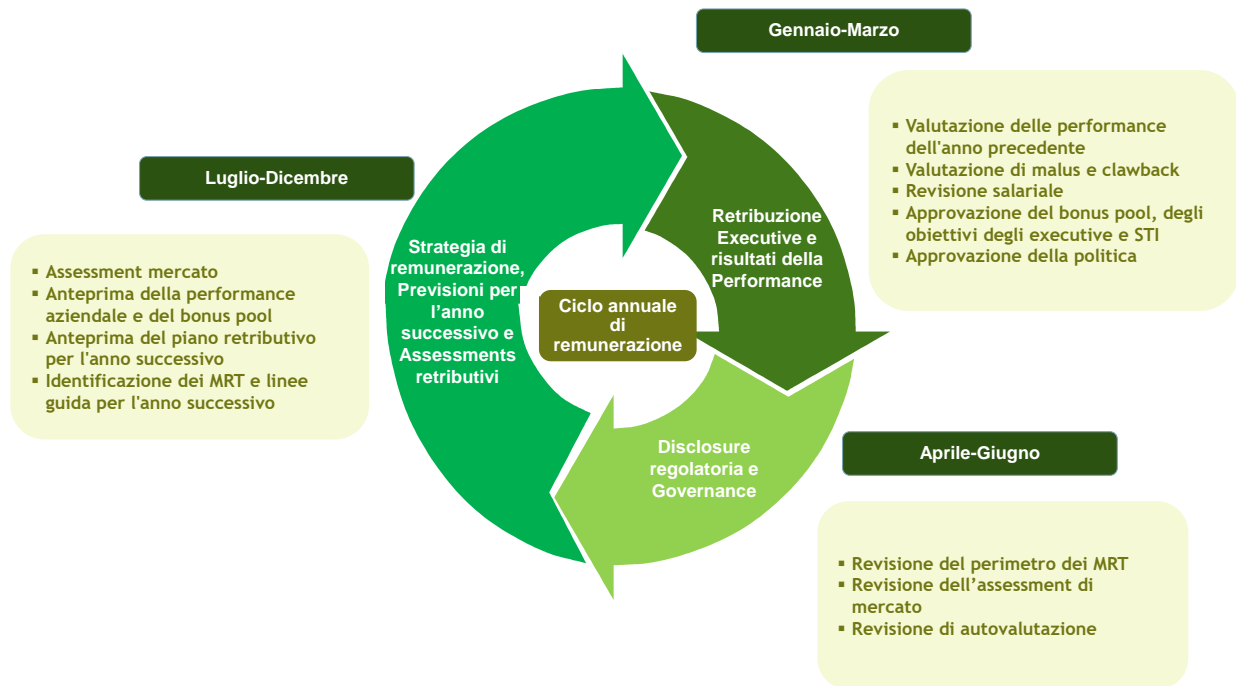 Gennaio-Marzo
▪ Valutazione delle performance
dell'anno precedente
▪ Valutazione di malus e clawback
▪ Revisione salariale
▪ Approvazione del bonus pool, degli
obiettivi degli executive e STI
▪ Approvazione della politica
Luglio-Dicembre
▪ Assessment mercato
▪ Anteprima della performance
aziendale e del bonus pool
▪ Anteprima del piano retributivo
per l'anno successivo
▪ Identificazione dei MRT e linee
guida per l'anno successivo
Strategia di
remunerazione,
Previsioni per
l’anno
successivo e
Assessments
retributivi
Ciclo annuale
di
remunerazione
Retribuzione
Executive e
risultati della
Performance
Disclosure
regolatoria e
Governance
Aprile-Giugno
▪ Revisione del perimetro dei MRT
▪ Revisione dell’assessment di
mercato
▪ Revisione di autovalutazione